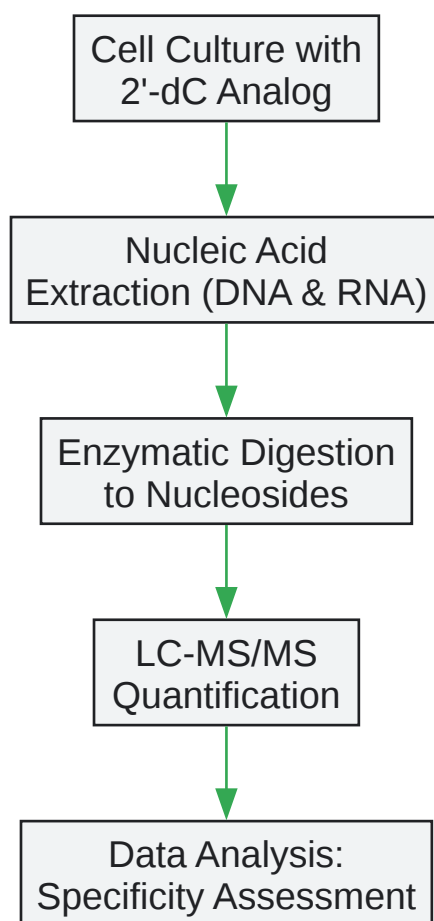 Cell Culture with
2'-dC Analog
Nucleic Acid
Extraction (DNA & RNA)
Enzymatic Digestion
to Nucleosides
LC-MS/MS
Quantification
Data Analysis:
Specificity Assessment